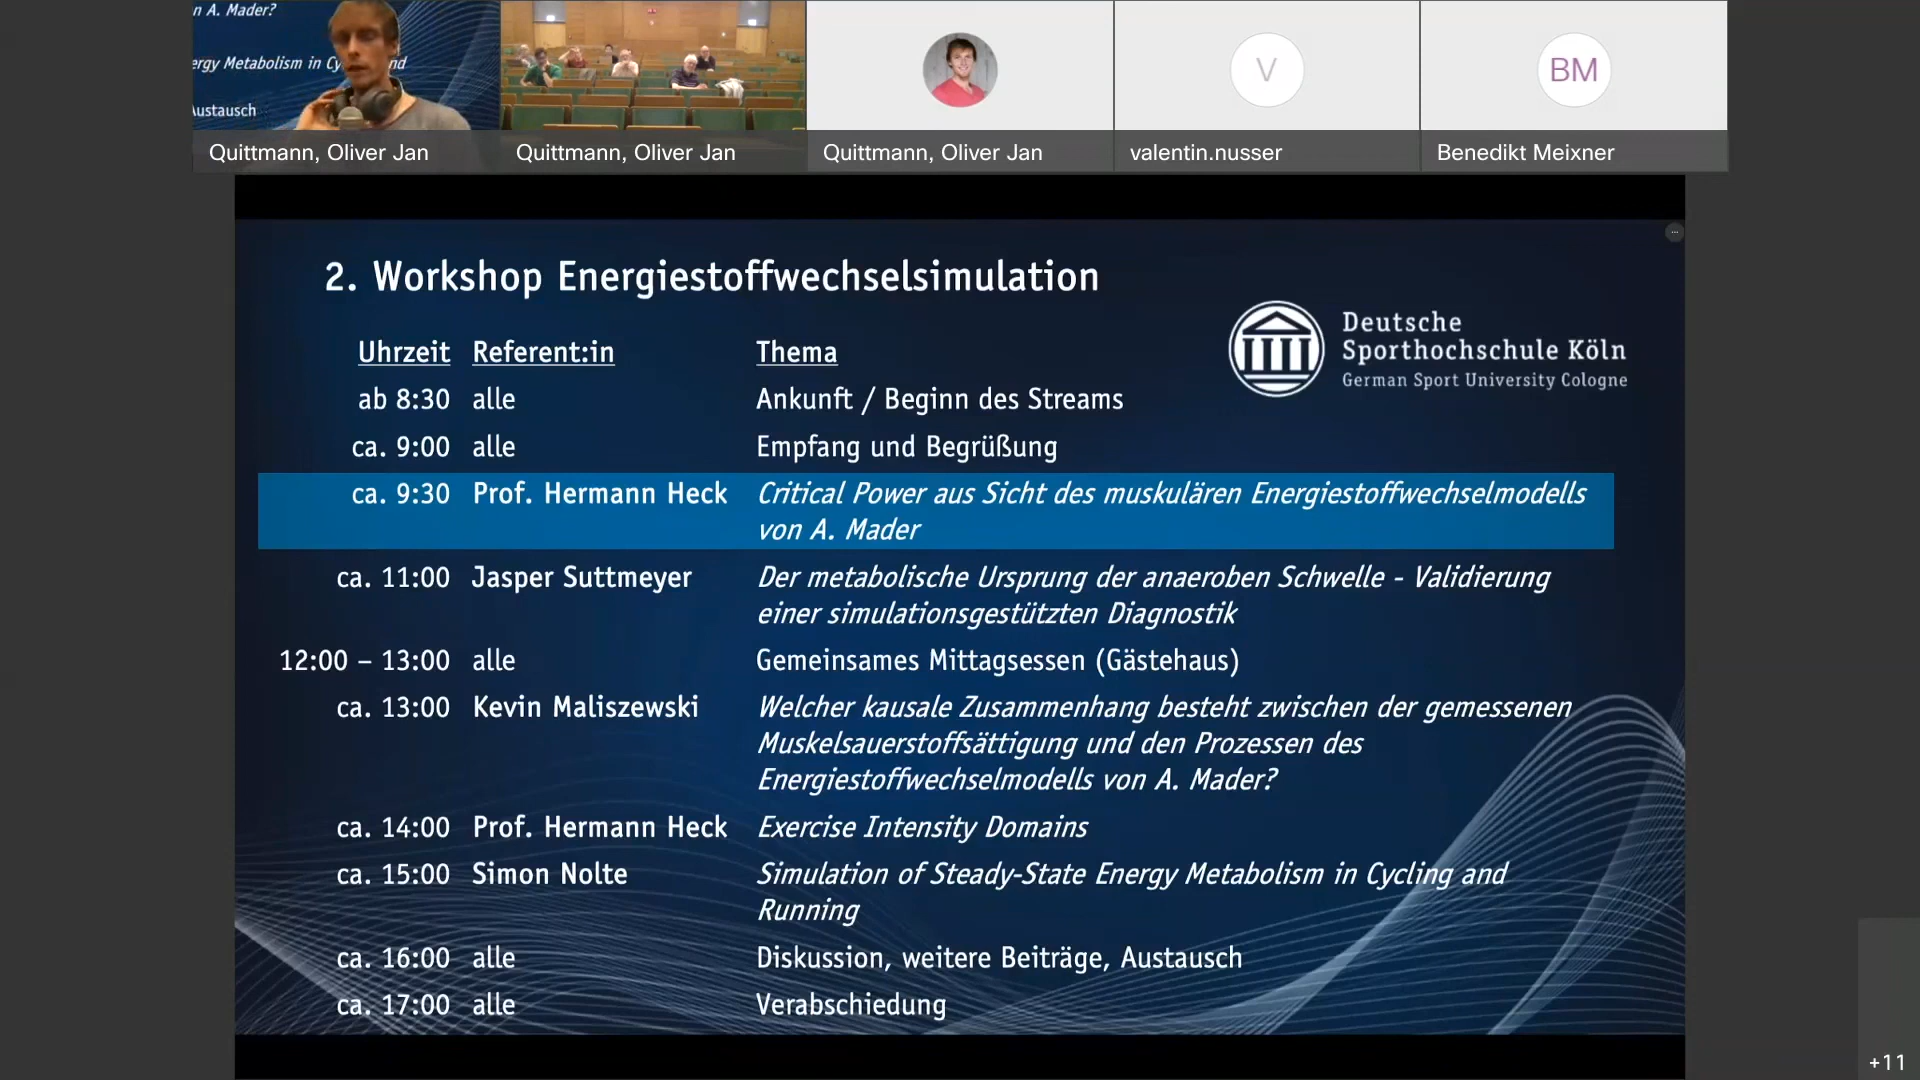 n A. Mader?
ergy Metabolism in Cy nd
Austausch
V
BM
Quittmann, Oliver Jan
Quittmann, Oliver Jan
Quittmann, Oliver Jan
valentin.nusser
Benedikt Meixner
2. Workshop Energiestoffwechselsimulation
Deutsche
Sporthochschule Köln
German Sport University Cologne
Uhrzeit Referent:in Thema
ab 8:30 alle Ankunft / Beginn des Streams
ca. 9:00 alle Empfang und Begrüßung
ca. 9:30 Prof. Hermann Heck Critical Power aus Sicht des muskulären Energiestoffwechselmodells
von A. Mader
ca. 11:00 Jasper Suttmeyer Der metabolische Ursprung der anaeroben Schwelle - Validierung
einer simulationsgestützten Diagnostik
12:00 – 13:00 alle Gemeinsames Mittagsessen (Gästehaus)
ca. 13:00 Kevin Maliszewski Welcher kausale Zusammenhang besteht zwischen der gemessenen
Muskelsauerstoffsättigung und den Prozessen des
Energiestoffwechselmodells von A. Mader?
ca. 14:00 Prof. Hermann Heck Exercise Intensity Domains
ca. 15:00 Simon Nolte Simulation of Steady-State Energy Metabolism in Cycling and
Running
ca. 16:00 alle Diskussion, weitere Beiträge, Austausch
ca. 17:00 alle Verabschiedung
+11